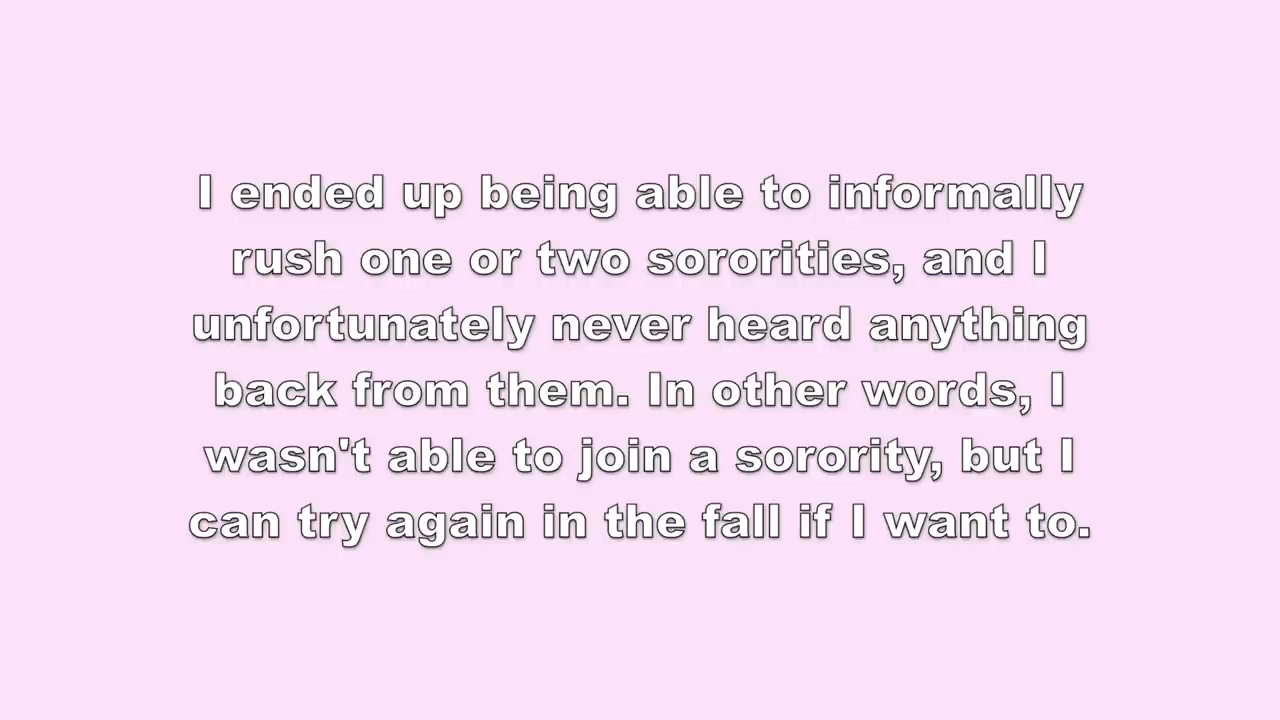 I ended up being able to informally
rush one or two sororities, and I
unfortunately never heard anything
back from them. In other words, I
wasn't able to join a sorority, but I
can try again in the fall if I want to.